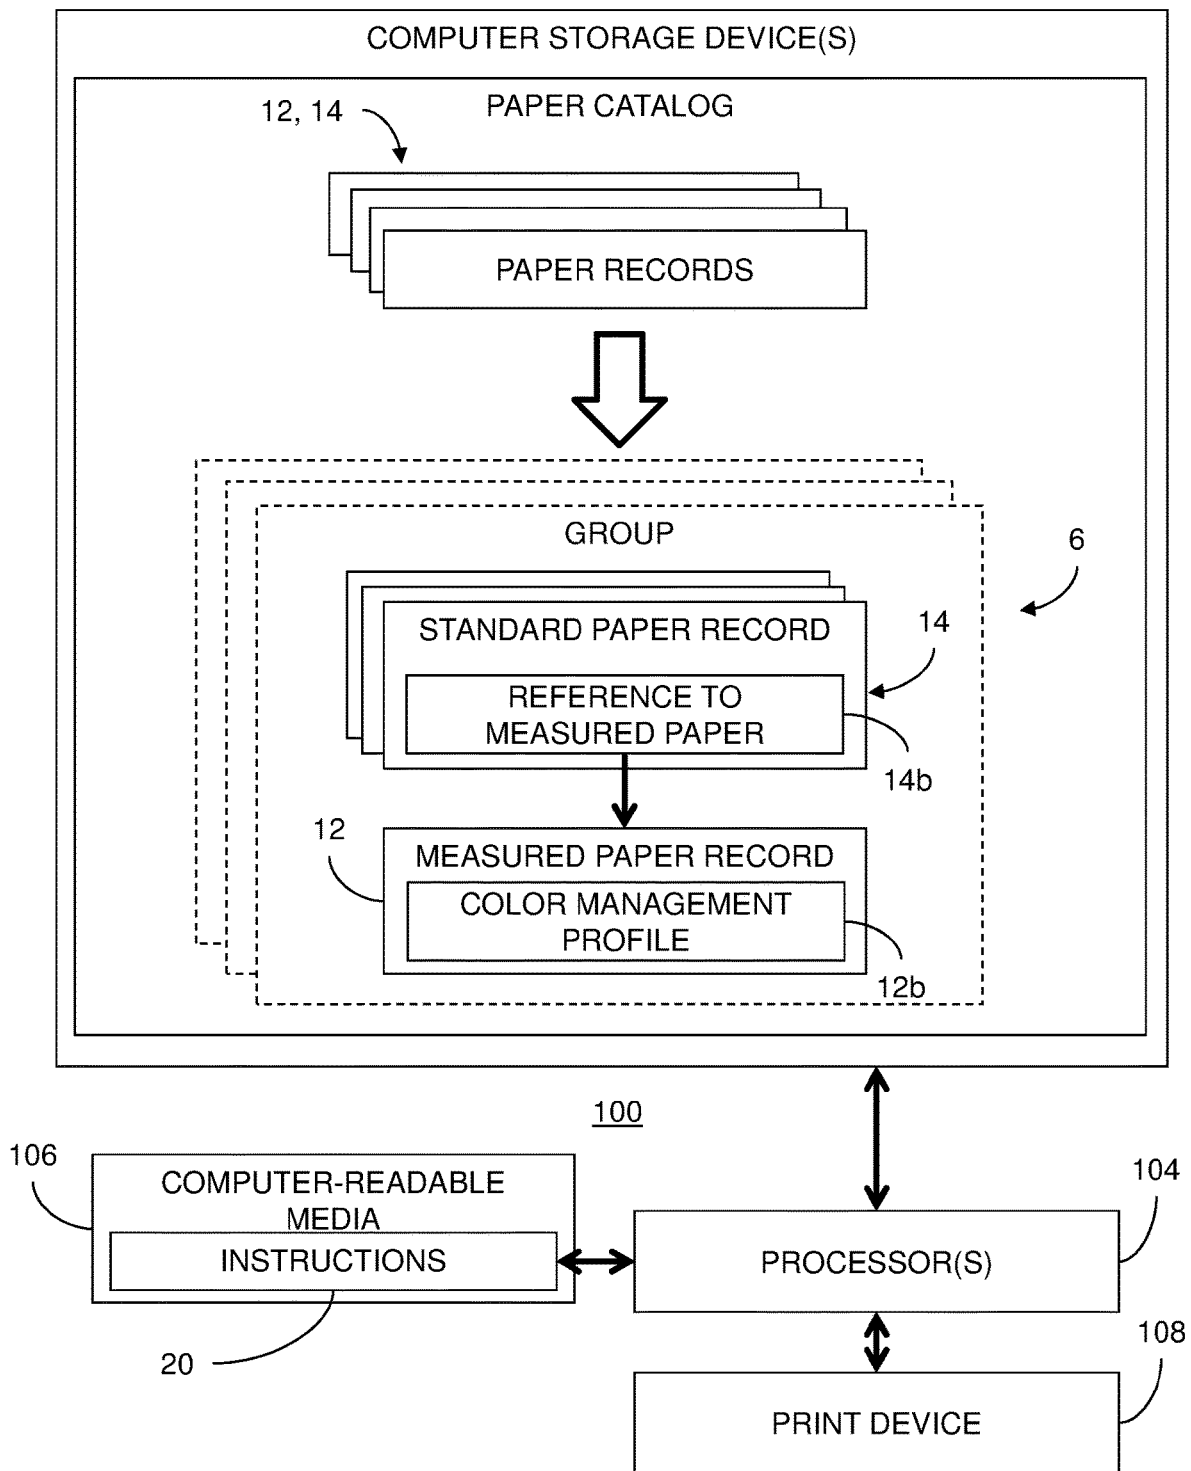 COMPUTER STORAGE DEVICE(S)
PAPER CATALOG
12, 14
PAPER RECORDS
GROUP
6
STANDARD PAPER RECORD
14
REFERENCE TO
MEASURED PAPER
14b
12
MEASURED PAPER RECORD
COLOR MANAGEMENT
PROFILE
12b
100
106
COMPUTER-READABLE
MEDIA
INSTRUCTIONS
20
104
PROCESSOR(S)
108
PRINT DEVICE